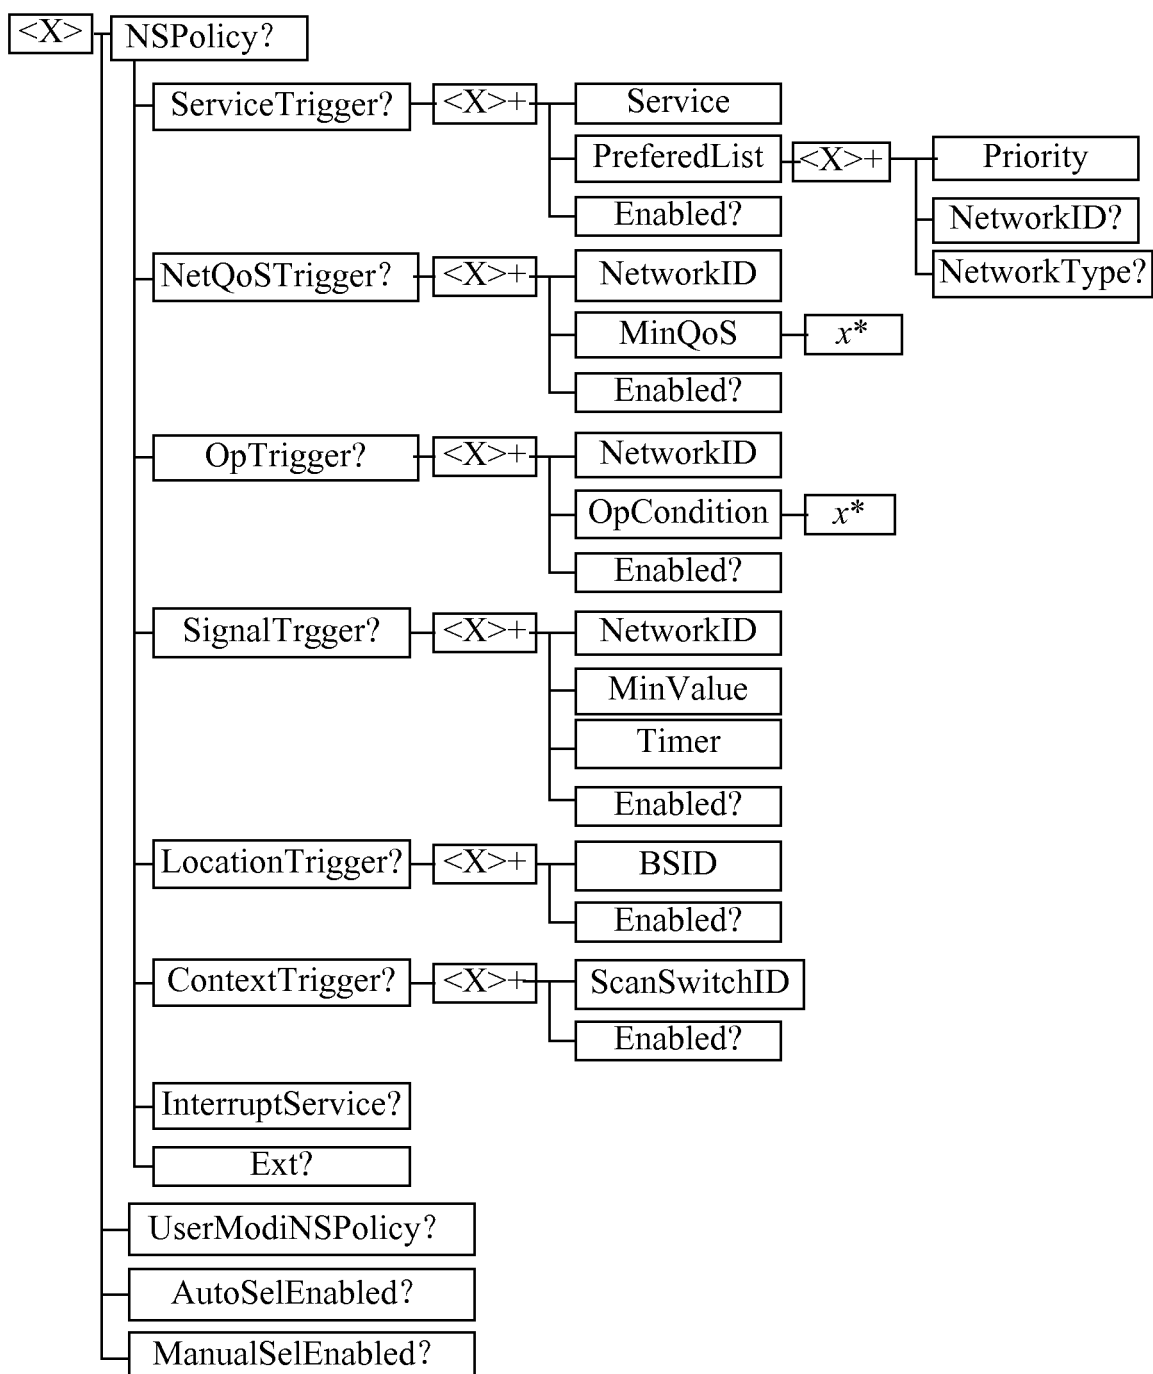 <X>
NSPolicy?
ServiceTrigger?
<X>+
Service
PreferedList
<X>+
Priority
NetworkID?
NetworkType?
Enabled?
NetQoSTrigger?
<X>+
NetworkID
MinQoS
x*
Enabled?
OpTrigger?
<X>+
NetworkID
OpCondition
x*
Enabled?
SignalTrgger?
<X>+
NetworkID
MinValue
Timer
Enabled?
LocationTrigger?
<X>+
BSID
Enabled?
ContextTrigger?
<X>+
ScanSwitchID
Enabled?
InterruptService?
Ext?
UserModiNSPolicy?
AutoSelEnabled?
ManualSelEnabled?